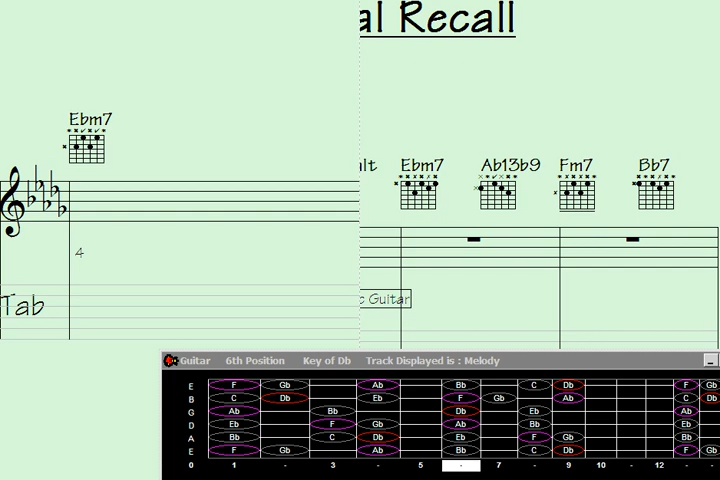 al Recall
Ebm7
lt Ebm7 Ab13b9 Fm7 Bb7
4
c Guitar
Tab
Guitar 6th Position Key of Db Track Displayed is : Melody
E F Gb Ab Bb C Db F Gb
B C Db Eb F Gb Ab C Db
G Ab Bb Db Eb Ab
D Eb F Gb Ab Bb Eb
A Bb C Db Eb F Gb Bb
E F Gb Ab Bb C Db F Gb
0 1 - 3 - 5 - 7 - 9 10 - 12 - -